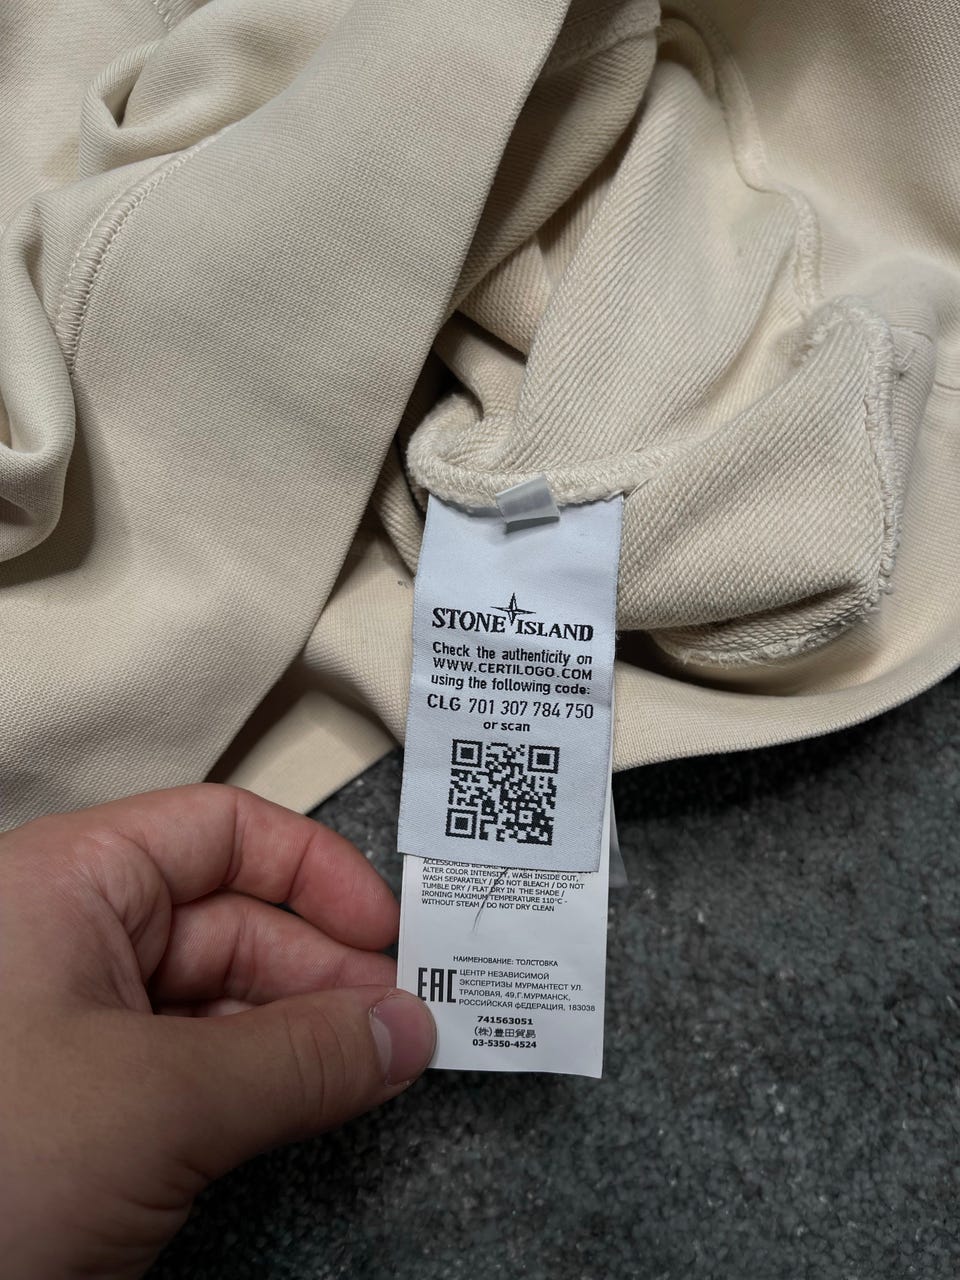 STONE ISLAND
Check the authenticity on
WWW.CERTILOGO.COM
using the following code:
CLG 701 307 784 750
or scan
ACCESSORIES BEFORE
ALTER COLOR INTENSITY, WASH INSIDE OUT,
WASH SEPARATELY / DO NOT BLEACH / DO NOT
TUMBLE DRY / FLAT DRY IN THE SHADE /
IRONING MAXIMUM TEMPERATURE 110°C -
WITHOUT STEAM / DO NOT DRY CLEAN
НАИМЕНОВАНИЕ: ТОЛСТОВКА
EAC
ЦЕНТР НЕЗАВИСИМОЙ
ЭКСПЕРТИЗЫ МУРМАНТЕСТ УЛ.
ТРАЛОВАЯ, 49,Г.МУРМАНСК,
РОССИЙСКАЯ ФЕДЕРАЦИЯ, 183038
741563051
(株)豊田貿易
03-5350-4524